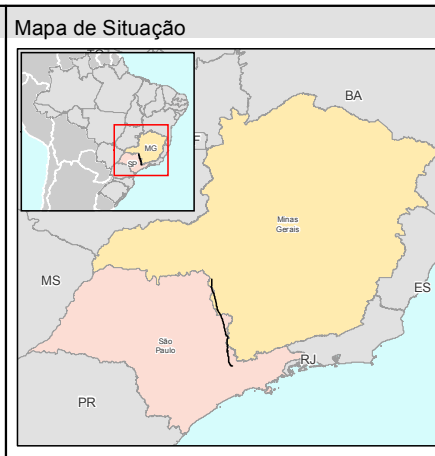 Mapa de Situação
MG
SP
BA
Minas
Gerais
MS
ES
São
Paulo
RJ
PR